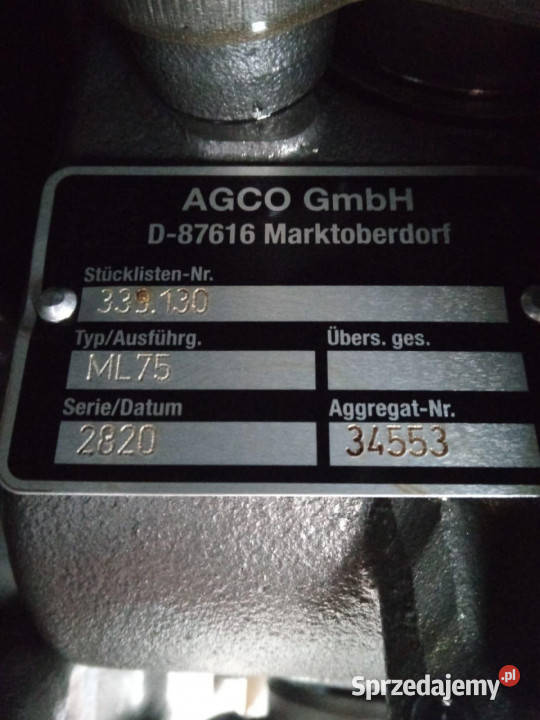 AGCO GmbH
D-87616 Marktoberdorf
Stücklisten-Nr.
339.130
Typ/Ausführg. Übers. ges.
ML75
Serie/Datum Aggregat-Nr.
2820 34553
Sprzedajemy.pl